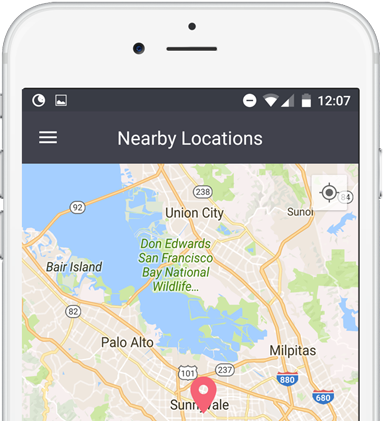 12:07
Nearby Locations
238
84
92
Union City
Sunol
Don Edwards
San Francisco
Bay National
Wildlife...
Bair Island
82
Palo Alto
Milpitas
101
237
880
680
Sunnyvale